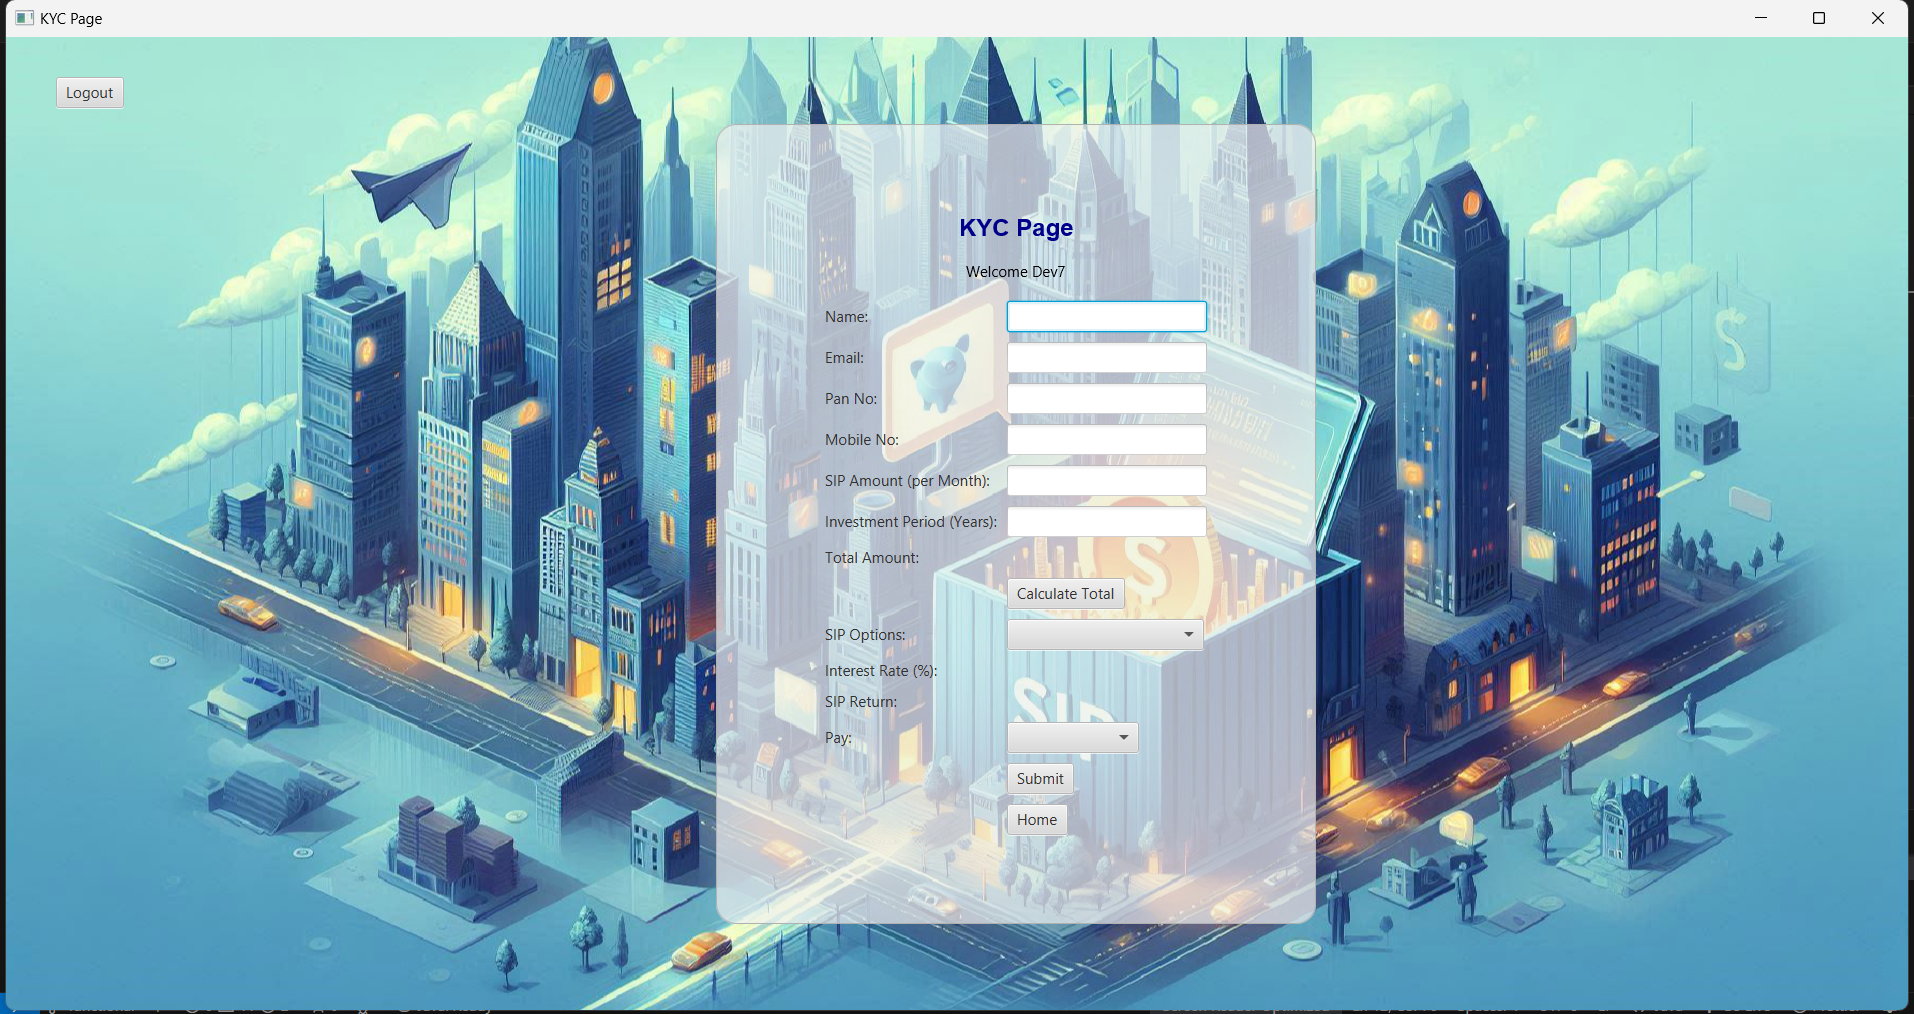 KYC Page
Logout
KYC Page
Welcome Dev7
Name:
Email:
Pan No:
Mobile No:
SIP Amount (per Month):
Investment Period (Years):
Total Amount:
Calculate Total
SIP Options:
Interest Rate (%):
SIP Return:
Pay:
Submit
Home
SIP